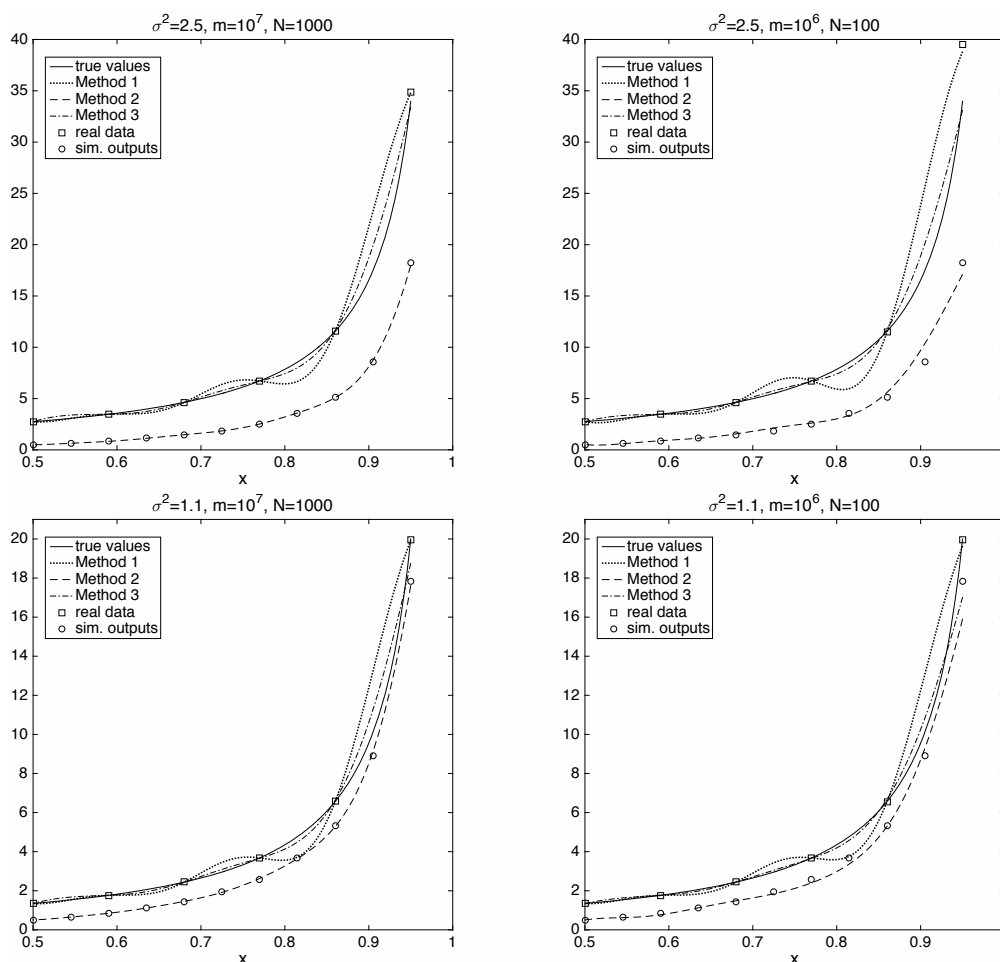 σ²=2.5, m=10⁷, N=1000
40
35
30
25
20
15
10
5
0
true values
Method 1
Method 2
Method 3
real data
sim. outputs
0.5 0.6 0.7 0.8 0.9 1
x
σ²=2.5, m=10⁶, N=100
40
35
30
25
20
15
10
5
0
true values
Method 1
Method 2
Method 3
real data
sim. outputs
0.5 0.6 0.7 0.8 0.9
x
σ²=1.1, m=10⁷, N=1000
20
18
16
14
12
10
8
6
4
2
0
true values
Method 1
Method 2
Method 3
real data
sim. outputs
0.5 0.6 0.7 0.8 0.9 1
x
σ²=1.1, m=10⁶, N=100
20
18
16
14
12
10
8
6
4
2
0
true values
Method 1
Method 2
Method 3
real data
sim. outputs
0.5 0.6 0.7 0.8 0.9
x